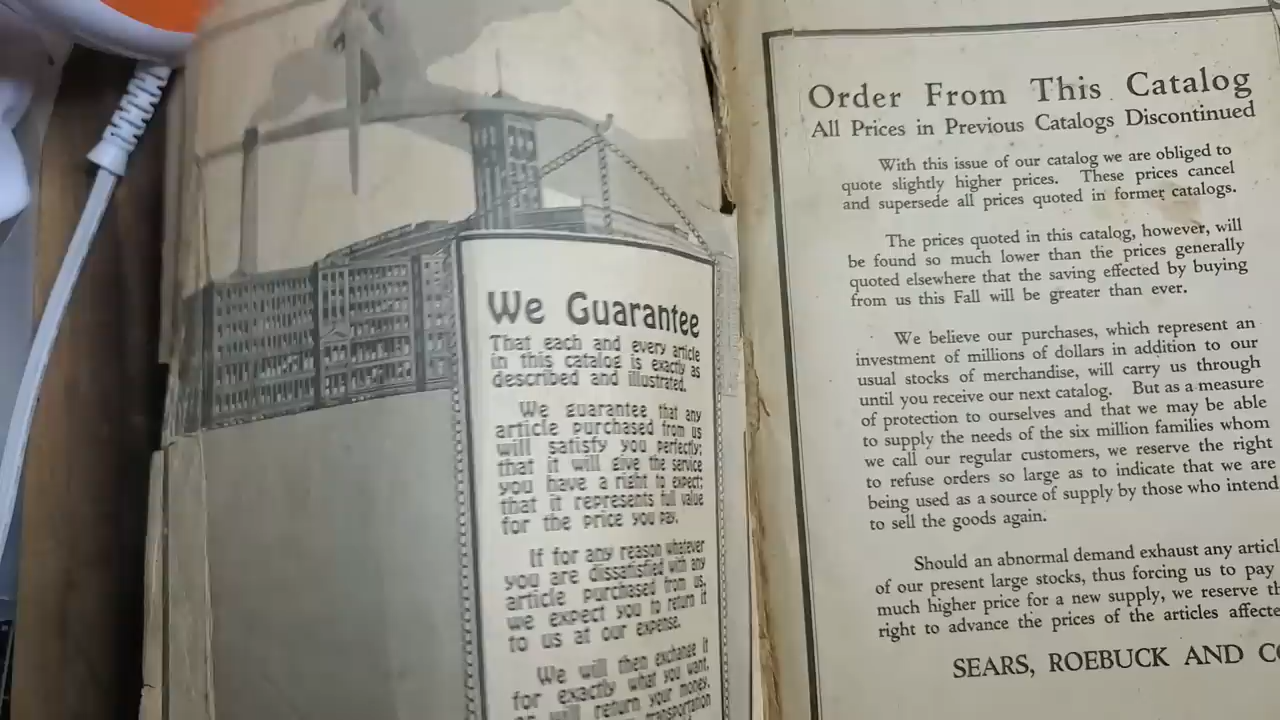 We Guarantee
That each and every article
in this catalog is exactly as
described and illustrated.
We guarantee that any
article purchased from us
will satisfy you perfectly;
that it will give the service
you have a right to expect;
that it represents full value
for the price you pay.
If for any reason whatever
you are dissatisfied with any
article purchased from us,
we expect you to return it
to us at our expense.
We will then exchange it
for exactly what you want,
or will return your money,
transportation
Order From This Catalog
All Prices in Previous Catalogs Discontinued
With this issue of our catalog we are obliged to
quote slightly higher prices. These prices cancel
and supersede all prices quoted in former catalogs.
The prices quoted in this catalog, however, will
be found so much lower than the prices generally
quoted elsewhere that the saving effected by buying
from us this Fall will be greater than ever.
We believe our purchases, which represent an
investment of millions of dollars in addition to our
usual stocks of merchandise, will carry us through
until you receive our next catalog. But as a measure
of protection to ourselves and that we may be able
to supply the needs of the six million families whom
we call our regular customers, we reserve the right
to refuse orders so large as to indicate that we are
being used as a source of supply by those who intend
to sell the goods again.
Should an abnormal demand exhaust any articl
of our present large stocks, thus forcing us to pay
much higher price for a new supply, we reserve th
right to advance the prices of the articles affecte
SEARS, ROEBUCK AND CO